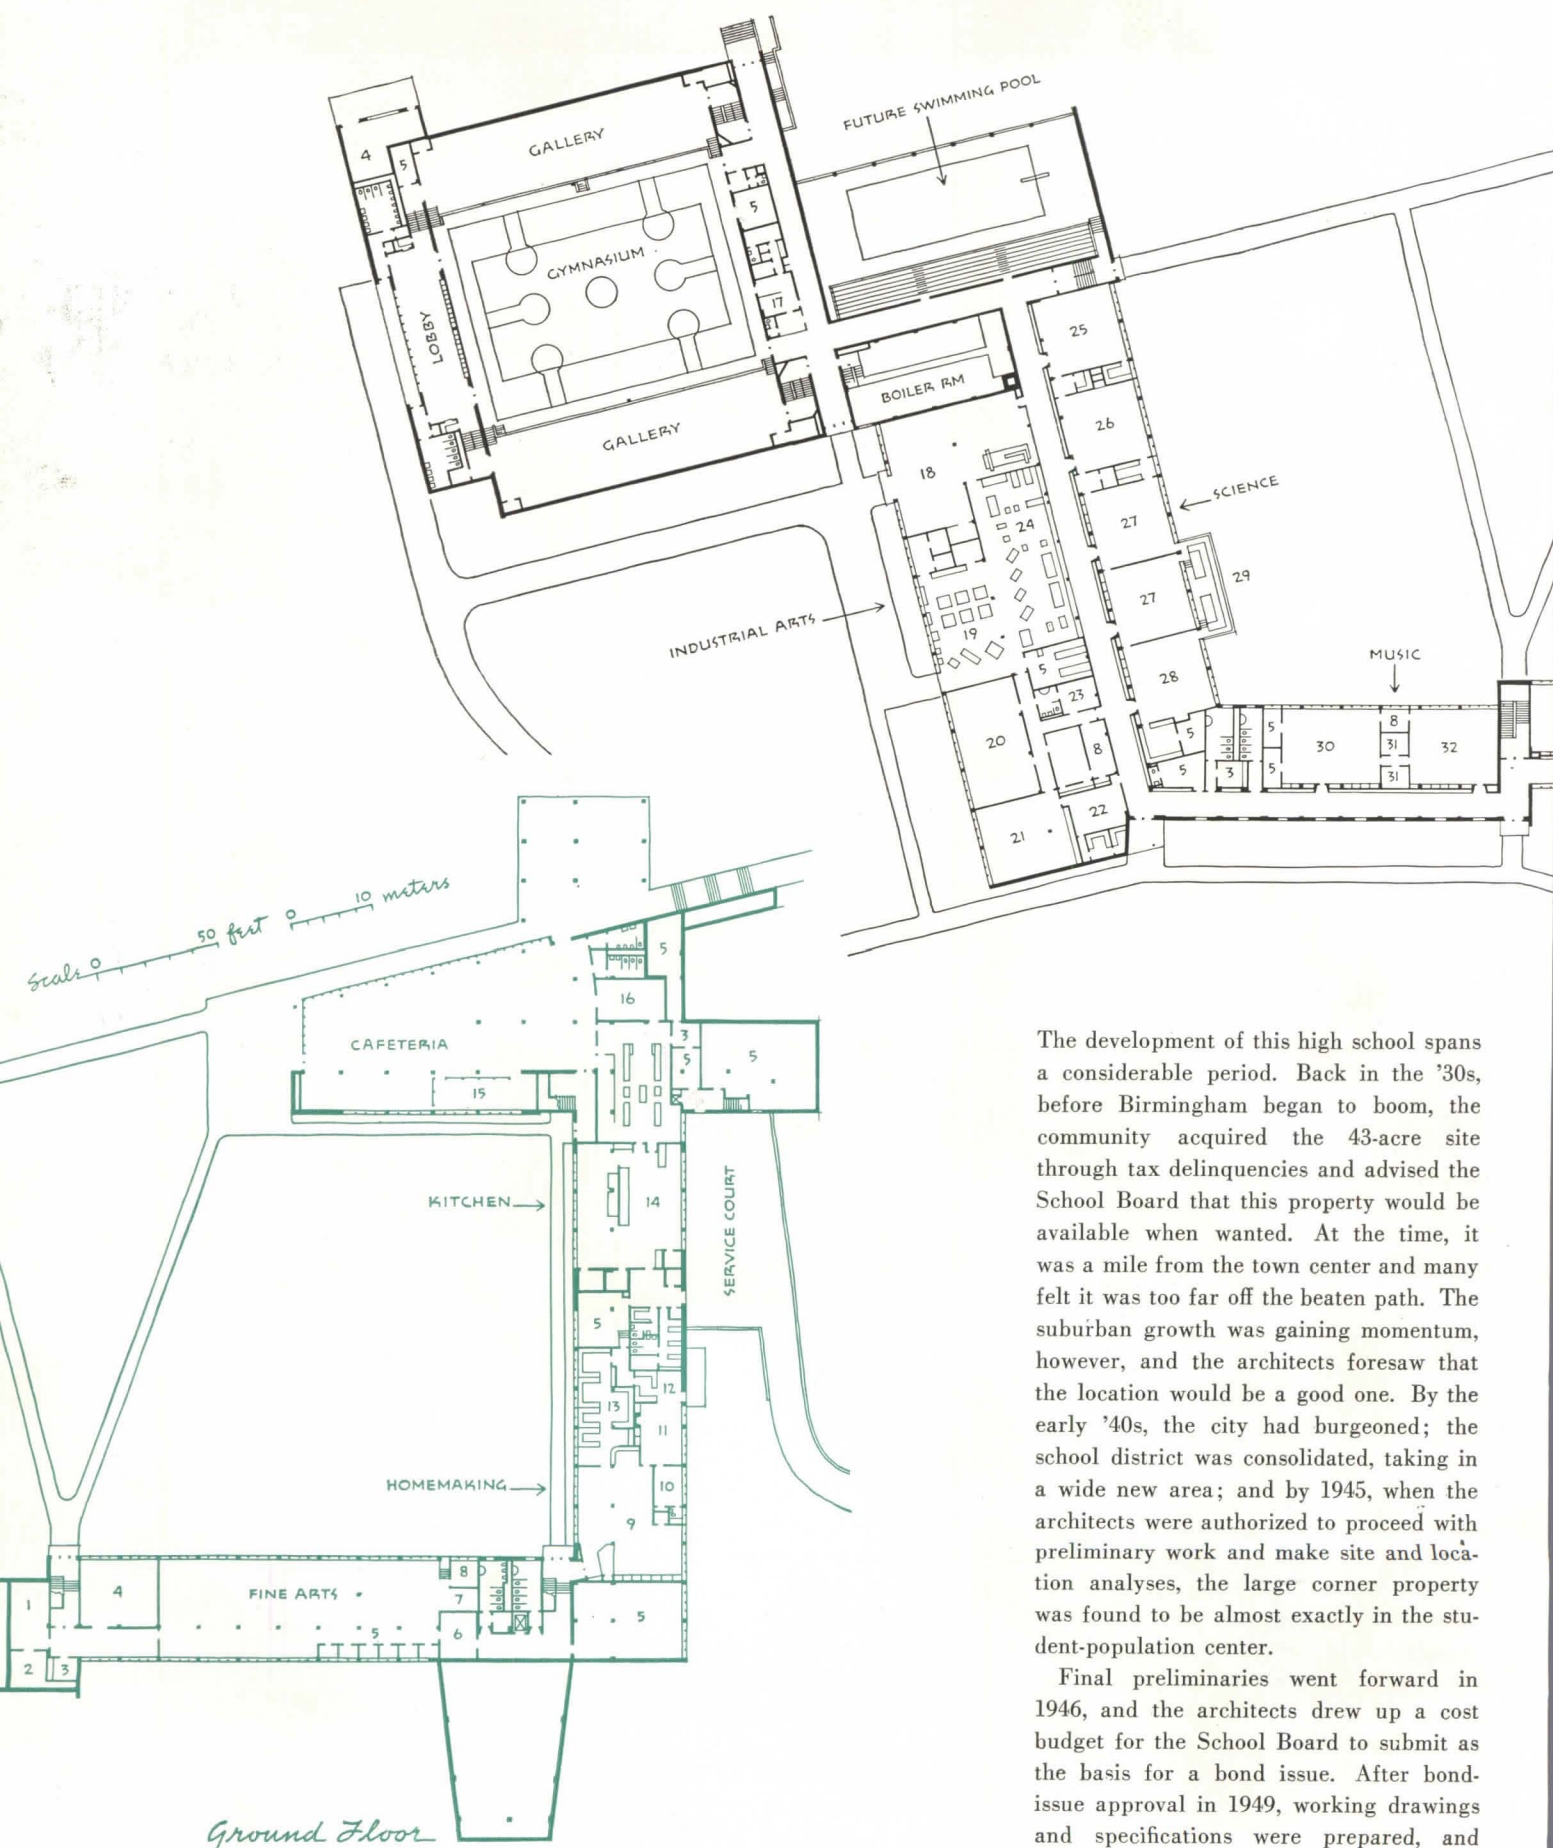 FUTURE SWIMMING POOL
GALLERY
4
5
5
GYMNASIUM
17
LOBBY
25
BOILER RM
26
GALLERY
18
SCIENCE
27
24
29
27
INDUSTRIAL ARTS
19
5
28
MUSIC
23
20
8
5
5
3
5
5
30
8
31
31
32
22
21
Scale 0 50 feet 0 10 meters
5
16
CAFETERIA
3
5
5
15
KITCHEN
14
SERVICE COURT
5
12
13
11
HOMEMAKING
10
9
1
4
FINE ARTS
8
7
5
6
5
2
3
Ground Floor
The development of this high school spans
a considerable period. Back in the '30s,
before Birmingham began to boom, the
community acquired the 43-acre site
through tax delinquencies and advised the
School Board that this property would be
available when wanted. At the time, it
was a mile from the town center and many
felt it was too far off the beaten path. The
suburban growth was gaining momentum,
however, and the architects foresaw that
the location would be a good one. By the
early '40s, the city had burgeoned; the
school district was consolidated, taking in
a wide new area; and by 1945, when the
architects were authorized to proceed with
preliminary work and make site and loca-
tion analyses, the large corner property
was found to be almost exactly in the stu-
dent-population center.
Final preliminaries went forward in
1946, and the architects drew up a cost
budget for the School Board to submit as
the basis for a bond issue. After bond-
issue approval in 1949, working drawings
and specifications were prepared, and